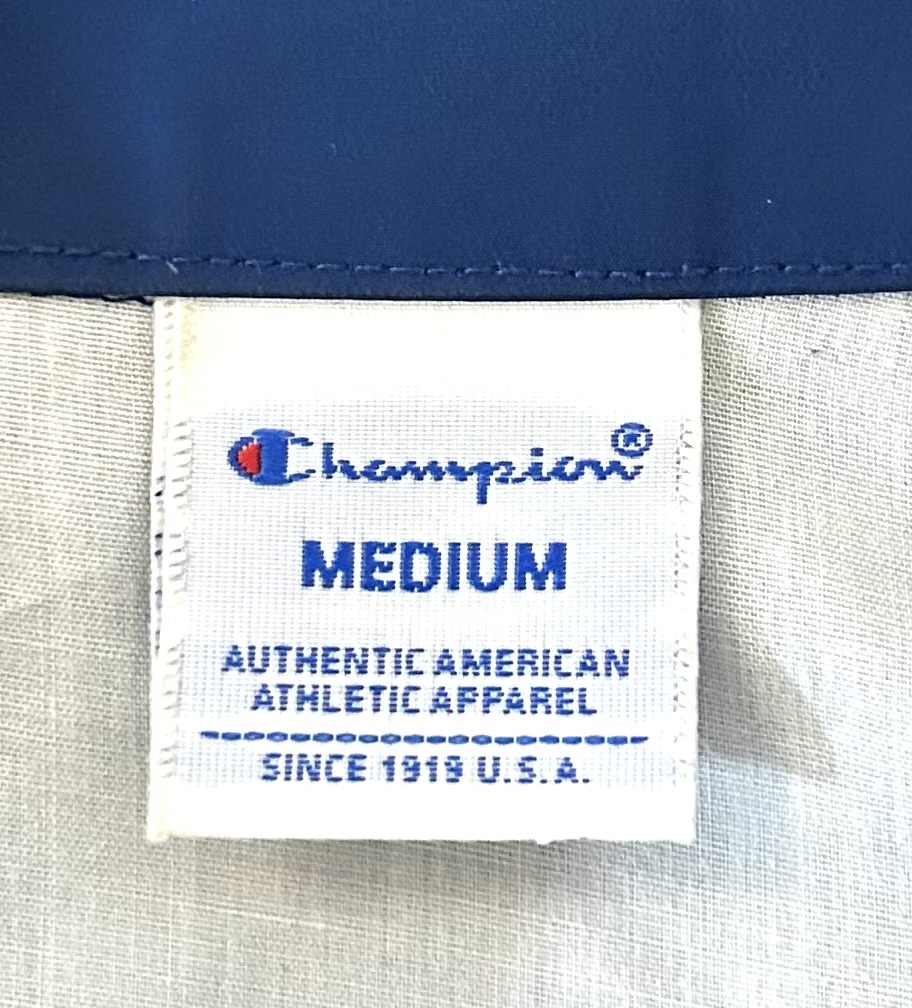 Champion®
MEDIUM
AUTHENTIC AMERICAN
ATHLETIC APPAREL
SINCE 1919 U.S.A.